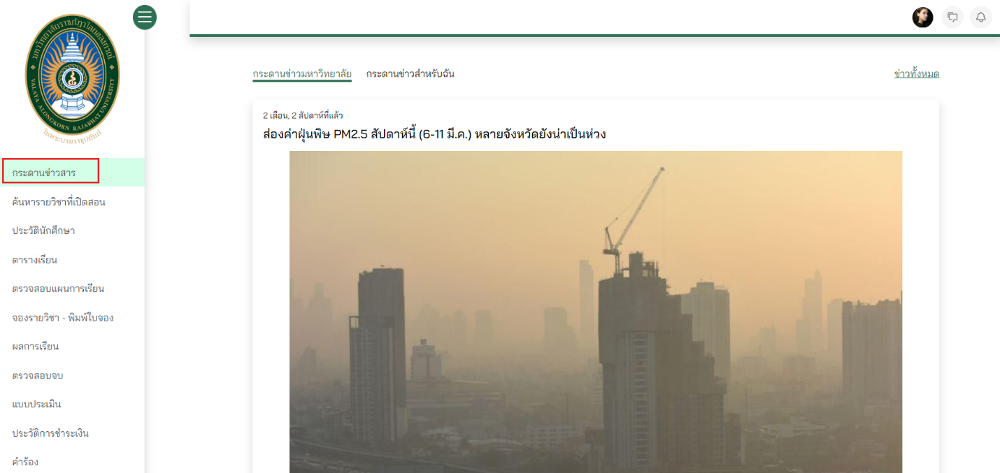 มหาวิทยาลัยราชภัฏวไลยอลงกรณ์
VALAYA ALONGKORN RAJABHAT UNIVERSITY
ในพระบรมราชูปถัมภ์
กระดานข่าวสาร
ค้นหารายวิชาที่เปิดสอน
ประวัตินักศึกษา
ตารางเรียน
ตรวจสอบแผนการเรียน
จองรายวิชา - พิมพ์ใบจอง
ผลการเรียน
ตรวจสอบจบ
แบบประเมิน
ประวัติการชำระเงิน
คำร้อง
กระดานข่าวมหาวิทยาลัย กระดานข่าวสำหรับฉัน ข่าวทั้งหมด
2 เดือน, 2 สัปดาห์ที่แล้ว
ส่องค่าฝุ่นพิษ PM2.5 สัปดาห์นี้ (6-11 มี.ค.) หลายจังหวัดยังน่าเป็นห่วง